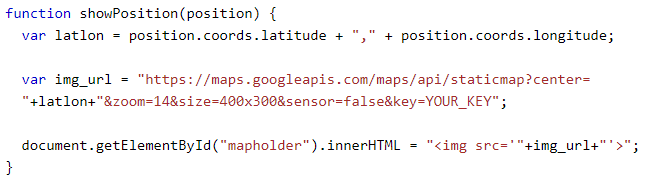 function showPosition(position) {
  var latlon = position.coords.latitude + "," + position.coords.longitude;

  var img_url = "https://maps.googleapis.com/maps/api/staticmap?center=
  "+latlon+"&zoom=14&size=400x300&sensor=false&key=YOUR_KEY";

  document.getElementById("mapholder").innerHTML = "<img src='"+img_url+"'>";
}